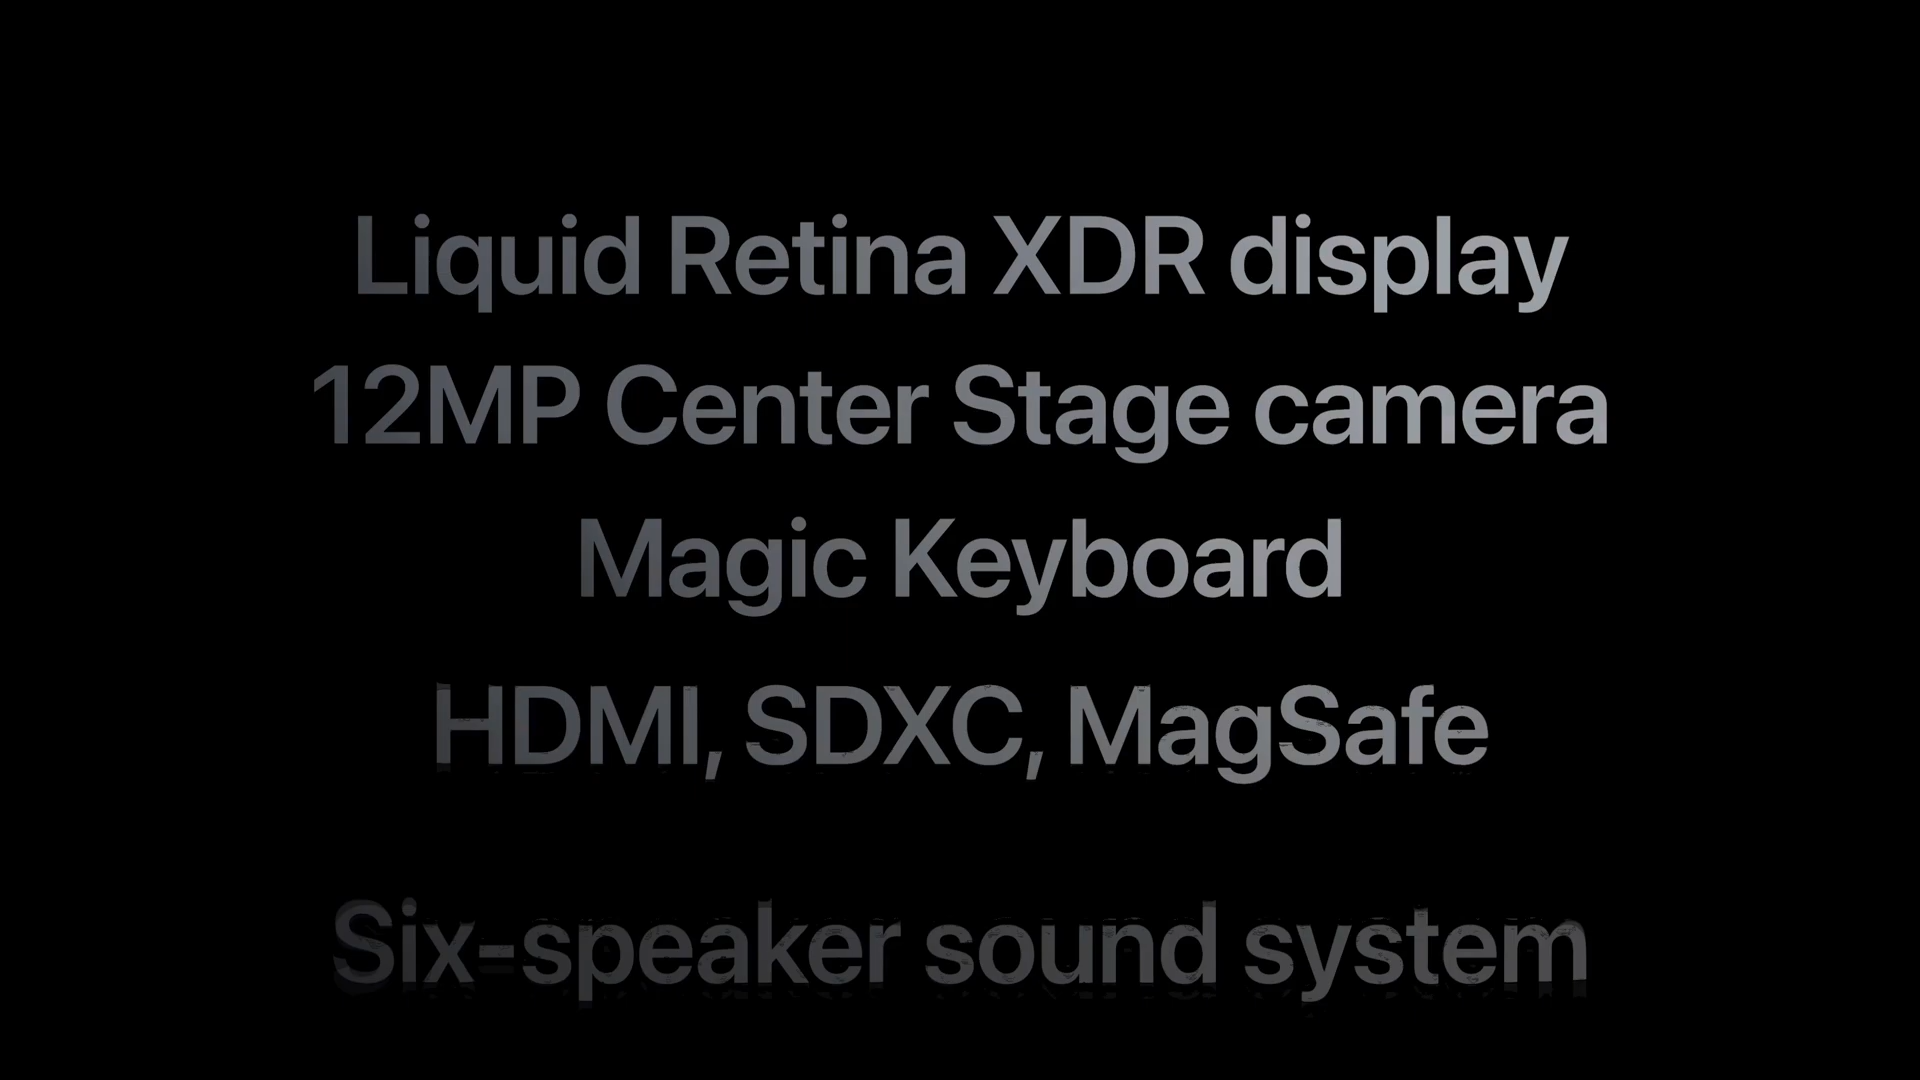 Liquid Retina XDR display
12MP Center Stage camera
Magic Keyboard
HDMI, SDXC, MagSafe
Six-speaker sound system